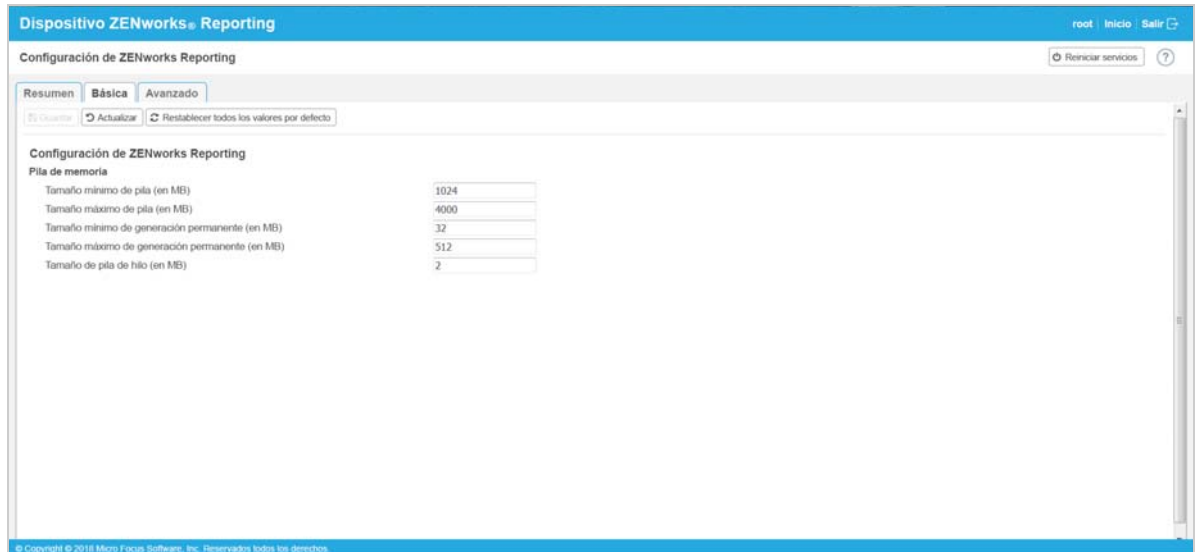 Dispositivo ZENworks® Reporting
root Inicio Salir
Configuración de ZENworks Reporting
Reiniciar servicios ?
Resumen Básica Avanzado
Guardar Actualizar Restablecer todos los valores por defecto
Configuración de ZENworks Reporting
Pila de memoria
Tamaño mínimo de pila (en MB) 1024
Tamaño máximo de pila (en MB) 4000
Tamaño mínimo de generación permanente (en MB) 32
Tamaño máximo de generación permanente (en MB) 512
Tamaño de pila de hilo (en MB) 2
© Copyright © 2018 Micro Focus Software, Inc. Reservados todos los derechos.